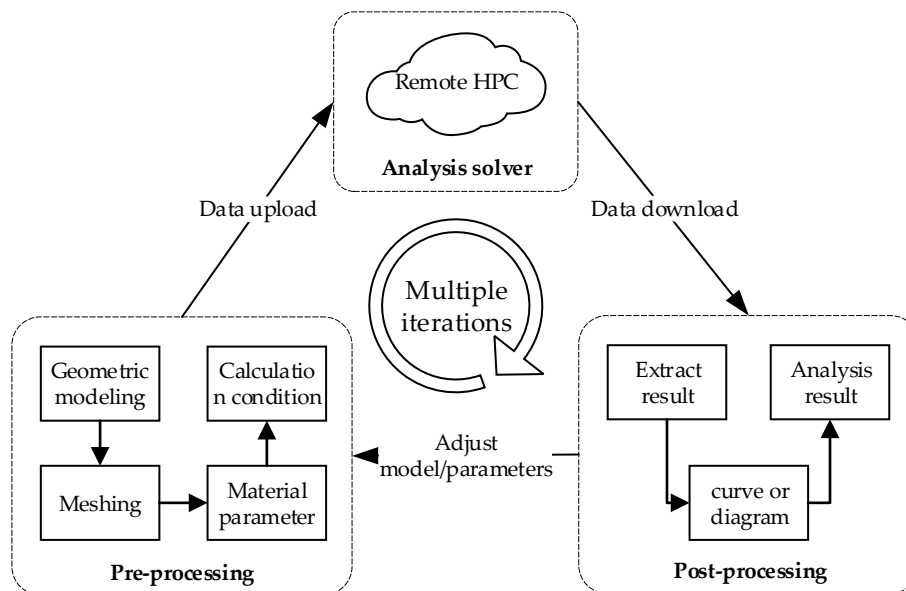 Remote HPC
Analysis solver
Data upload
Data download
Multiple
iterations
Geometric
modeling
Calculatio
n condition
Meshing
Material
parameter
Pre-processing
Adjust
model/parameters
Extract
result
Analysis
result
curve or
diagram
Post-processing